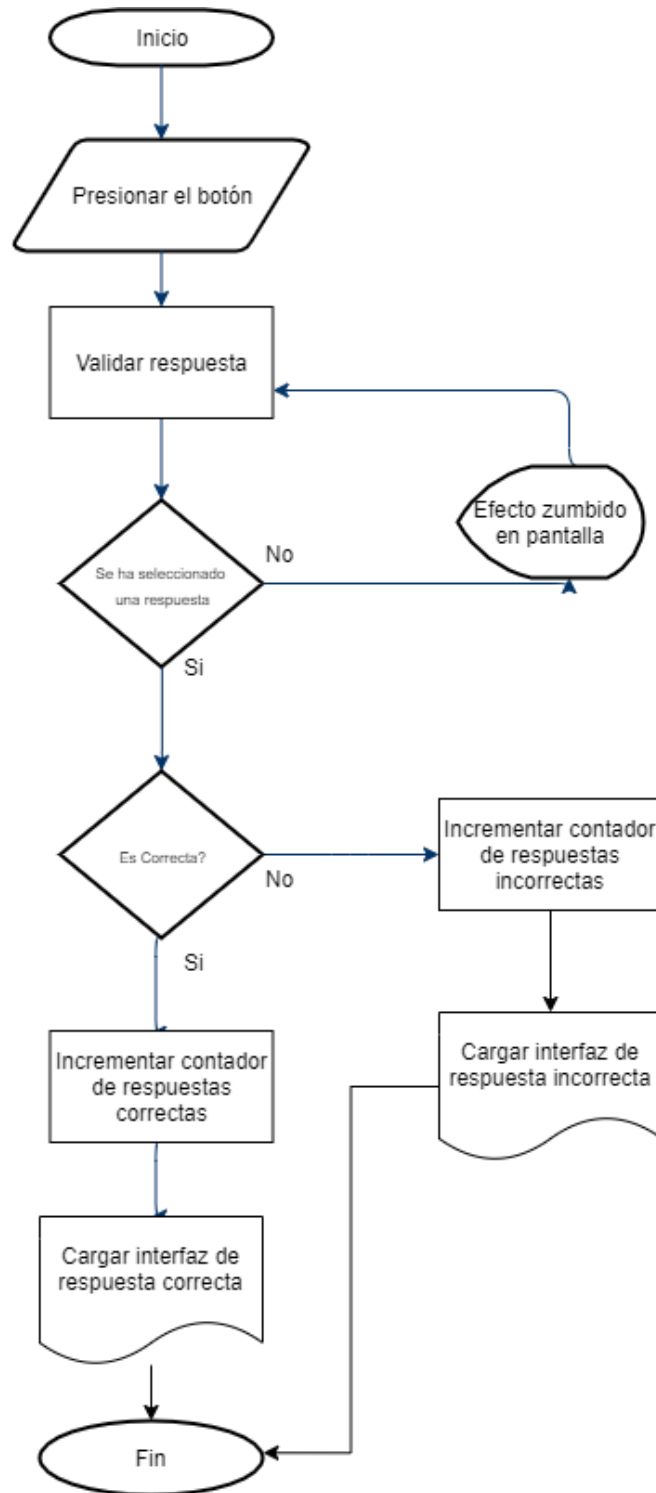 Inicio
Presionar el botón
Validar respuesta
Efecto zumbido
en pantalla
Se ha seleccionado
una respuesta
No
Si
Es Correcta?
No
Incrementar contador
de respuestas
incorrectas
Si
Cargar interfaz de
respuesta incorrecta
Incrementar contador
de respuestas
correctas
Cargar interfaz de
respuesta correcta
Fin